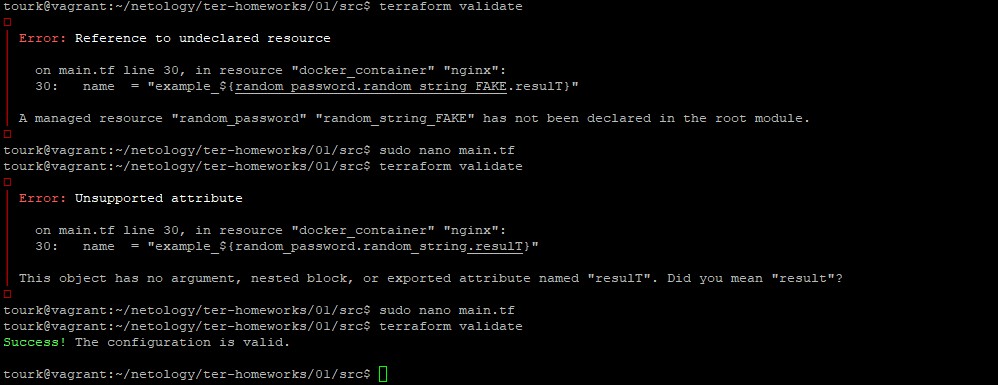 tourk@vagrant:~/netology/ter-homeworks/01/src$ terraform validate
Error: Reference to undeclared resource
on main.tf line 30, in resource "docker_container" "nginx":
30:   name  = "example_${random_password.random_string_FAKE.resulT}"
A managed resource "random_password" "random_string_FAKE" has not been declared in the root module.
tourk@vagrant:~/netology/ter-homeworks/01/src$ sudo nano main.tf
tourk@vagrant:~/netology/ter-homeworks/01/src$ terraform validate
Error: Unsupported attribute
on main.tf line 30, in resource "docker_container" "nginx":
30:   name  = "example_${random_password.random_string.resulT}"
This object has no argument, nested block, or exported attribute named "resulT". Did you mean "result"?
tourk@vagrant:~/netology/ter-homeworks/01/src$ sudo nano main.tf
tourk@vagrant:~/netology/ter-homeworks/01/src$ terraform validate
Success! The configuration is valid.
tourk@vagrant:~/netology/ter-homeworks/01/src$